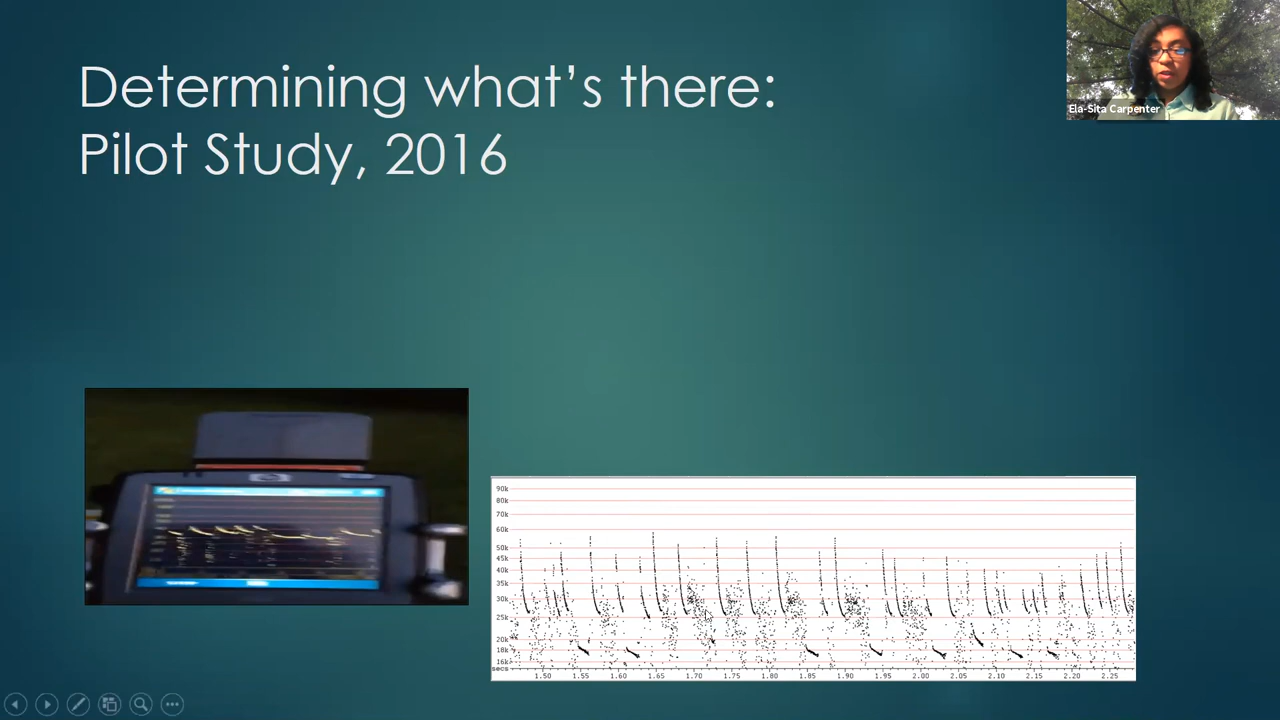 Determining what's there:
Pilot Study, 2016
Ela-Sita Carpenter
90k
80k
70k
60k
50k
45k
40k
35k
30k
25k
20k
18k
16k
secs
1.50 1.55 1.60 1.65 1.70 1.75 1.80 1.85 1.90 1.95 2.00 2.05 2.10 2.15 2.20 2.25